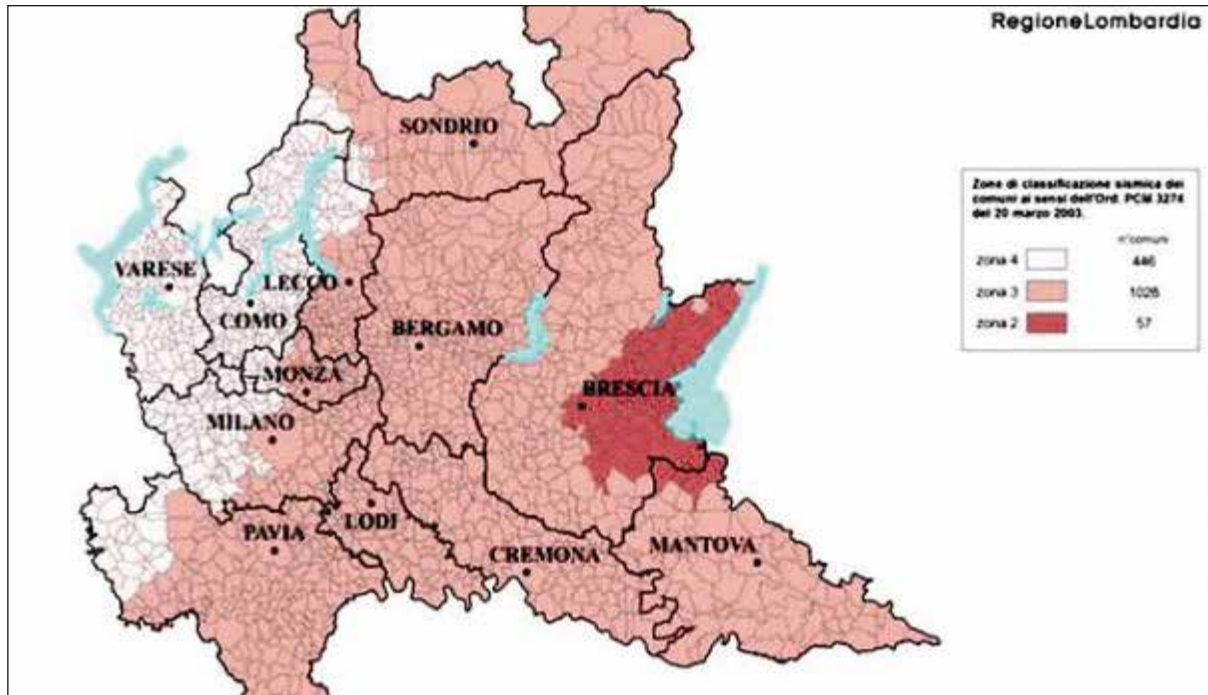 RegioneLombardia
Zone di classificazione sismica dei
comuni ai sensi dell'Ord. PCM 3274
del 20 marzo 2003.
n°comuni
zona 4 446
zona 3 1026
zona 2 57
SONDRIO
VARESE
LECCO
COMO
BERGAMO
MONZA
BRESCIA
MILANO
PAVIA
LODI
CREMONA
MANTOVA